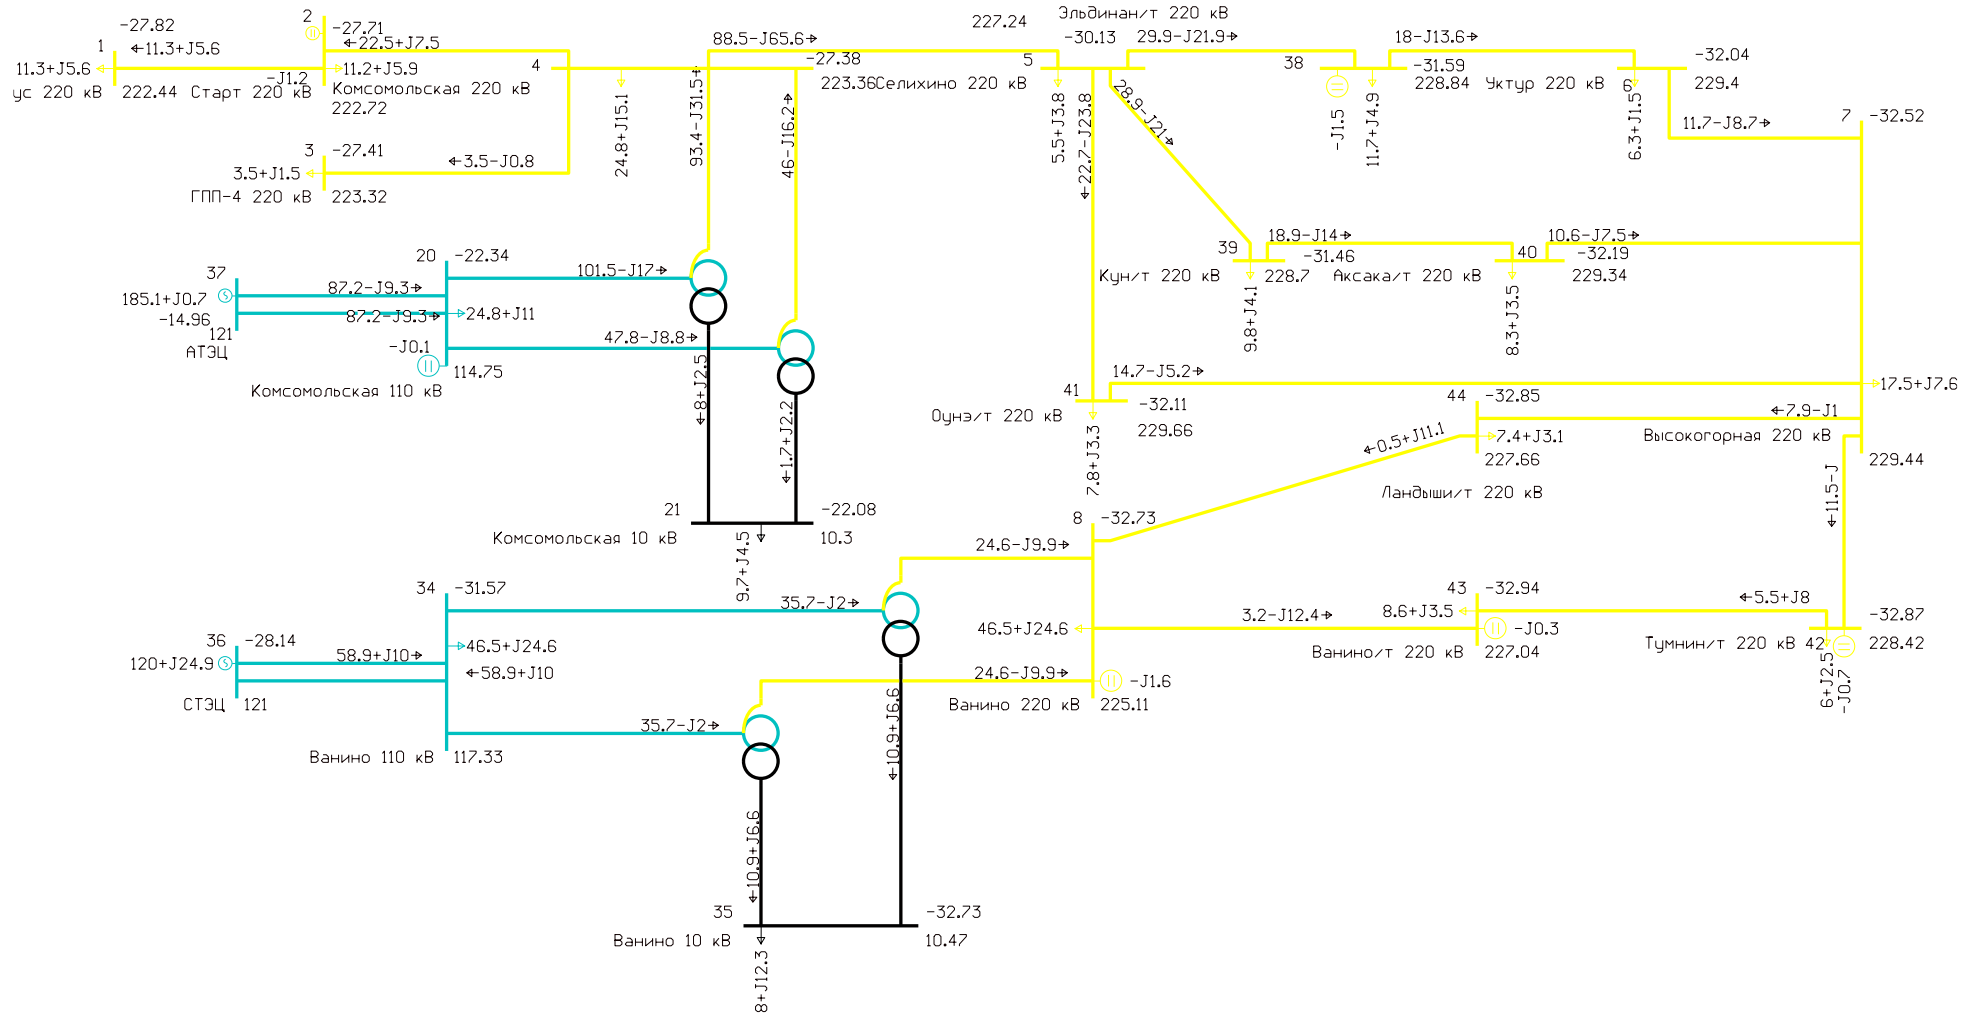 -27.82
1
11.3+J5.6
11.3+J5.6
ус 220 кВ
222.44
2
-27.71
22.5+J7.5
-J1.2
11.2+J5.9
Старт 220 кВ
222.72
Комсомольская 220 кВ
4
-27.38
223.36
24.8+J15.1
3
-27.41
3.5-J0.8
3.5+J1.5
ГПП-4 220 кВ
223.32
88.5-J65.6
93.4-J31.5
46-J16.2
227.24
Эльдинан/т 220 кВ
-30.13
5
Селихино 220 кВ
5.5+J3.8
22.7-J23.8
28.9-J21
29.9-J21.9
38
-31.59
228.84
-J1.5
11.7+J4.9
18-J13.6
-32.04
Уктур 220 кВ
6
229.4
6.3+J1.5
11.7-J8.7
7
-32.52
39
-31.46
Кун/т 220 кВ
228.7
9.8+J4.1
18.9-J14
40
-32.19
Аксака/т 220 кВ
229.34
8.3+J3.5
10.6-J7.5
37
185.1+J0.7
-14.96
121
АТЭЦ
87.2-J9.3
87.2-J9.3
20
-22.34
24.8+J11
-J0.1
114.75
Комсомольская 110 кВ
101.5-J17
47.8-J8.8
8+J2.5
1.7+J2.2
21
-22.08
Комсомольская 10 кВ
10.3
9.7+J4.5
14.7-J5.2
41
-32.11
Оунэ/т 220 кВ
229.66
7.8+J3.3
17.5+J7.6
44
-32.85
7.9-J1
7.4+J3.1
227.66
Ландыши/т 220 кВ
0.5+J11.1
Высокогорная 220 кВ
229.44
11.5-J
8
-32.73
24.6-J9.9
46.5+J24.6
24.6-J9.9
-J1.6
Ванино 220 кВ
225.11
3.2-J12.4
43
-32.94
8.6+J3.5
-J0.3
Ванино/т 220 кВ
227.04
5.5+J8
-32.87
Тумнин/т 220 кВ
42
228.42
6+J2.5
-J0.7
34
-31.57
35.7-J2
46.5+J24.6
58.9+J10
58.9+J10
36
-28.14
120+J24.9
СТЭЦ
121
35.7-J2
Ванино 110 кВ
117.33
10.9+J6.6
10.9+J6.6
35
-32.73
Ванино 10 кВ
10.47
8+J12.3